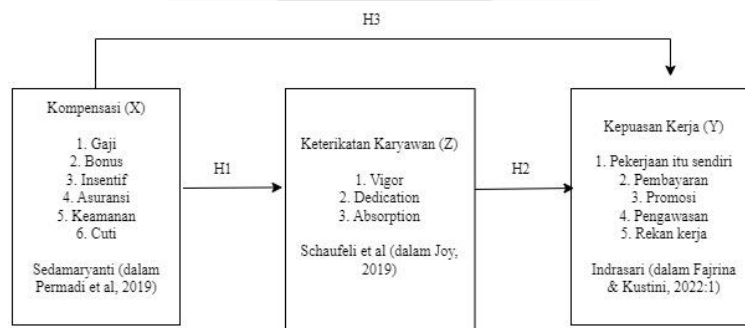 H3
Kompensasi (X)
1. Gaji
2. Bonus
3. Insentif
4. Asuransi
5. Keamanan
6. Cuti
Sedamaryanti (dalam
Permadi et al, 2019)
H1
Keterikatan Karyawan (Z)
1. Vigor
2. Dedication
3. Absorption
Schaufeli et al (dalam Joy,
2019)
H2
Kepuasan Kerja (Y)
1. Pekerjaan itu sendiri
2. Pembayaran
3. Promosi
4. Pengawasan
5. Rekan kerja
Indrasari (dalam Fajrina
& Kustini, 2022:1)